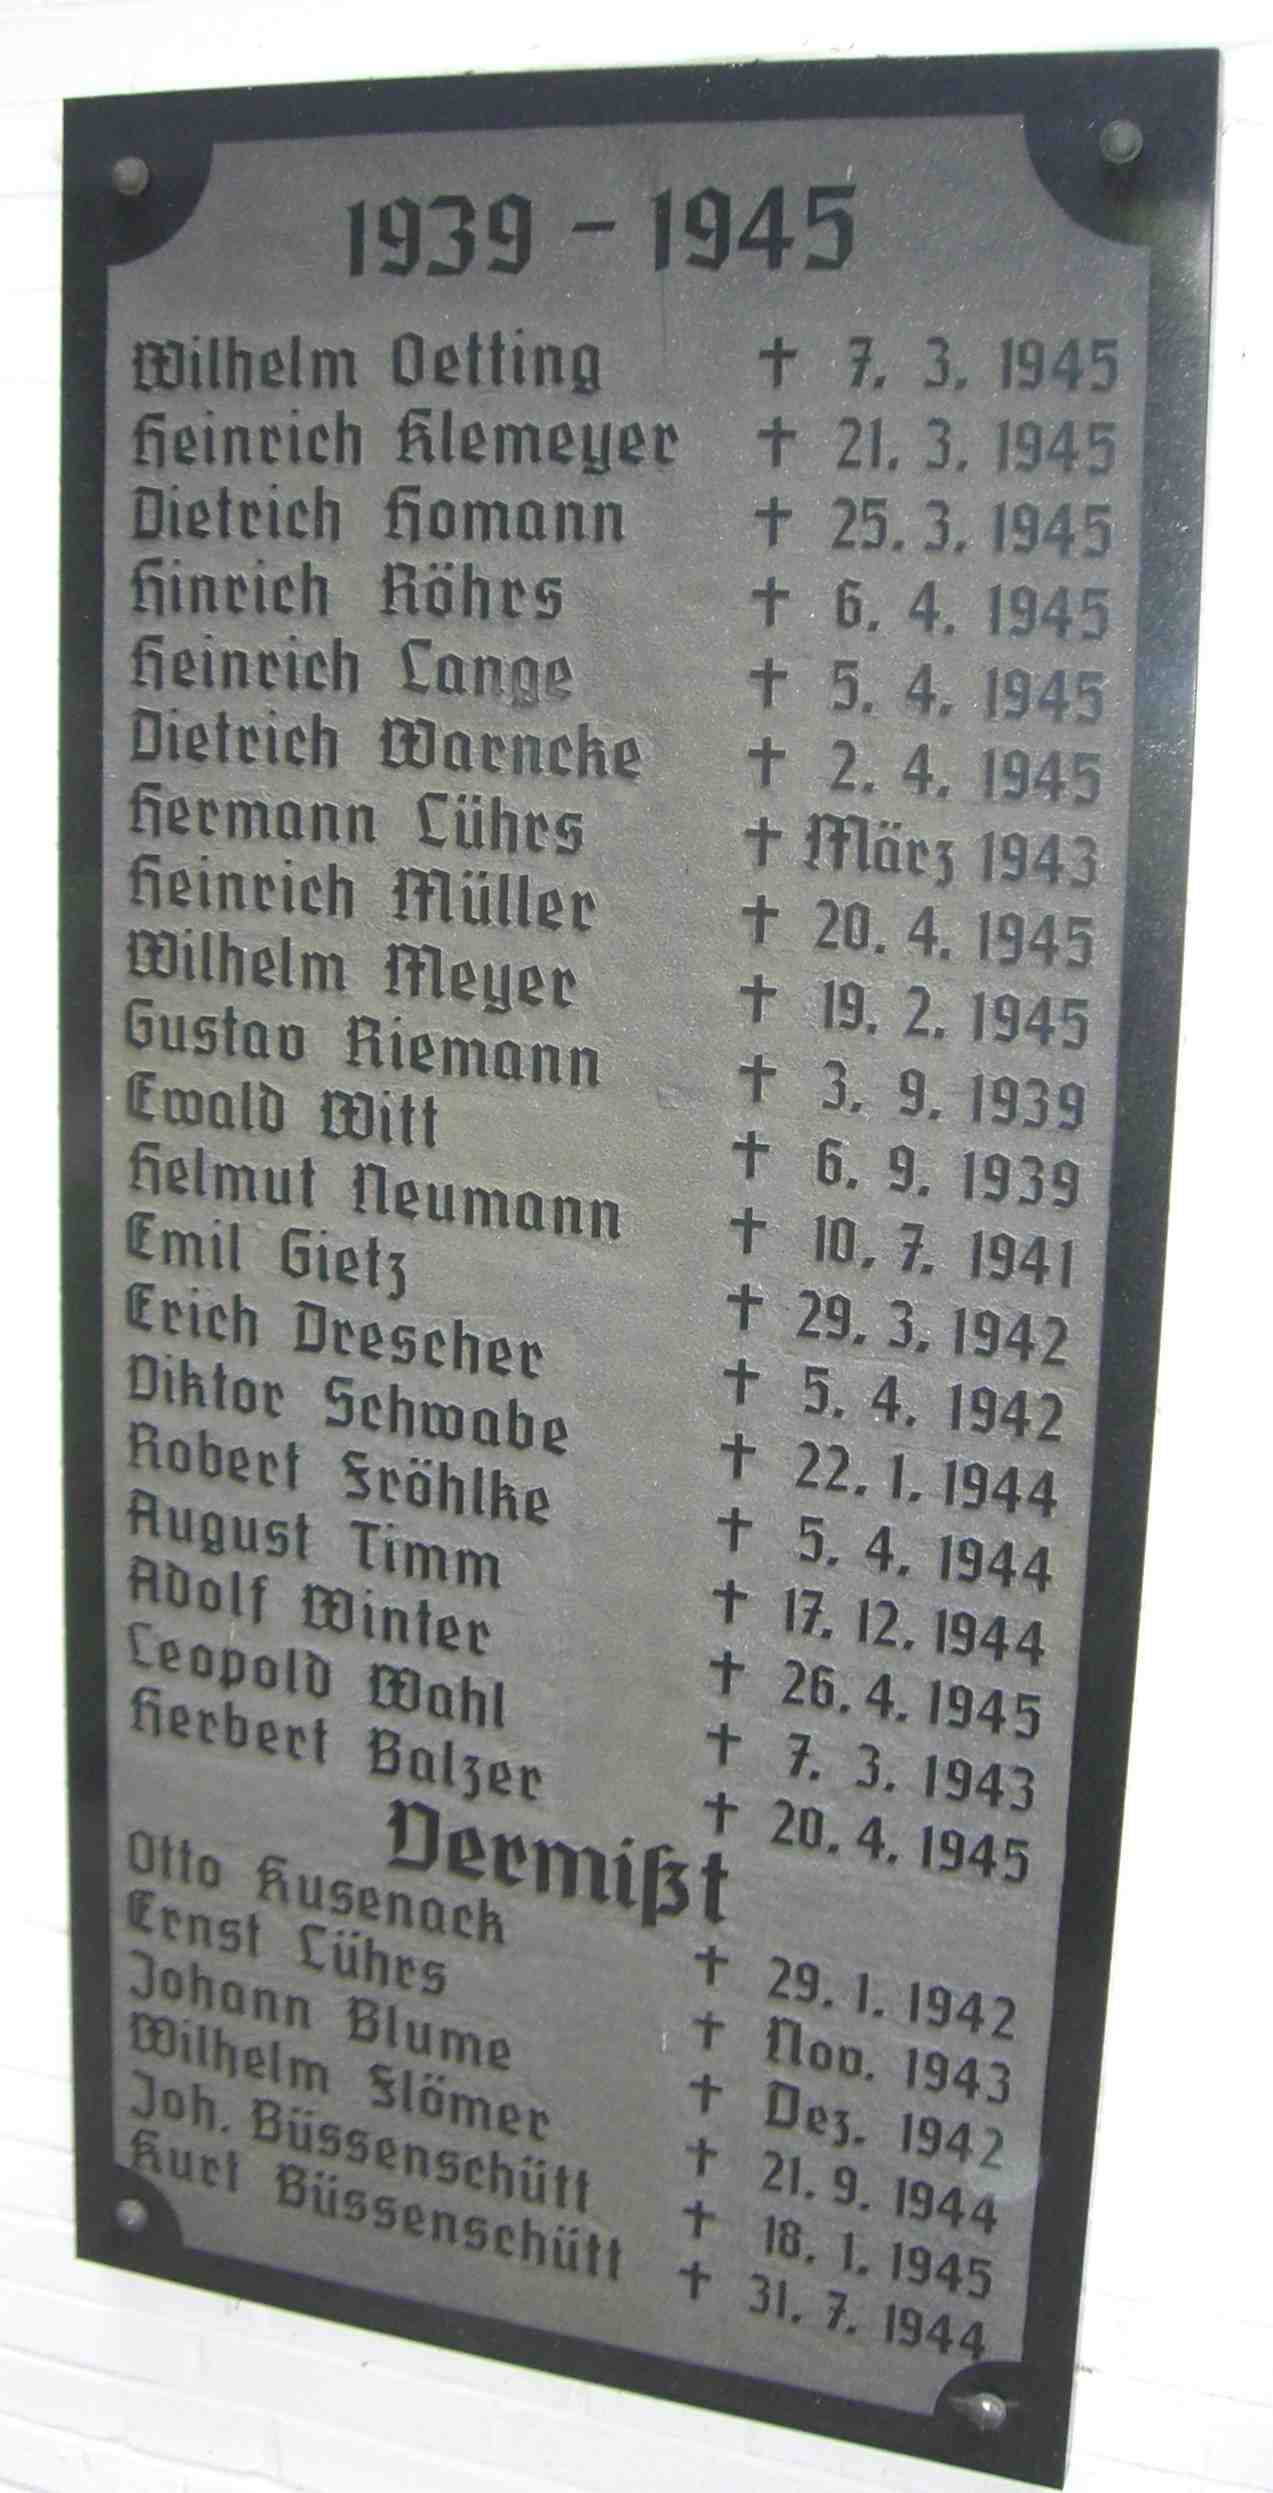 1939 - 1945
Wilhelm Oetting † 7. 3. 1945
Heinrich Klemeyer † 21. 3. 1945
Dietrich Homann † 25. 3. 1945
Hinrich Röhrs † 6. 4. 1945
Heinrich Lange † 5. 4. 1945
Dietrich Warncke † 2. 4. 1945
Hermann Lührs † März 1943
Heinrich Müller † 20. 4. 1945
Wilhelm Meyer † 19. 2. 1945
Gustav Riemann † 3. 9. 1939
Ewald Witt † 6. 9. 1939
Helmut Neumann † 10. 7. 1941
Emil Gietz † 29. 3. 1942
Erich Drescher † 5. 4. 1942
Viktor Schwabe † 22. 1. 1944
Robert Fröhlke † 5. 4. 1944
August Timm † 17. 12. 1944
Adolf Winter † 26. 4. 1945
Leopold Wahl † 7. 3. 1943
Herbert Balzer † 20. 4. 1945
Vermißt
Otto Kusenack † 29. 1. 1942
Ernst Lührs † Nov. 1943
Johann Blume † Dez. 1942
Wilhelm Flömer † 21. 9. 1944
Joh. Büssenschütt † 18. 1. 1945
Kurt Büssenschütt † 31. 7. 1944